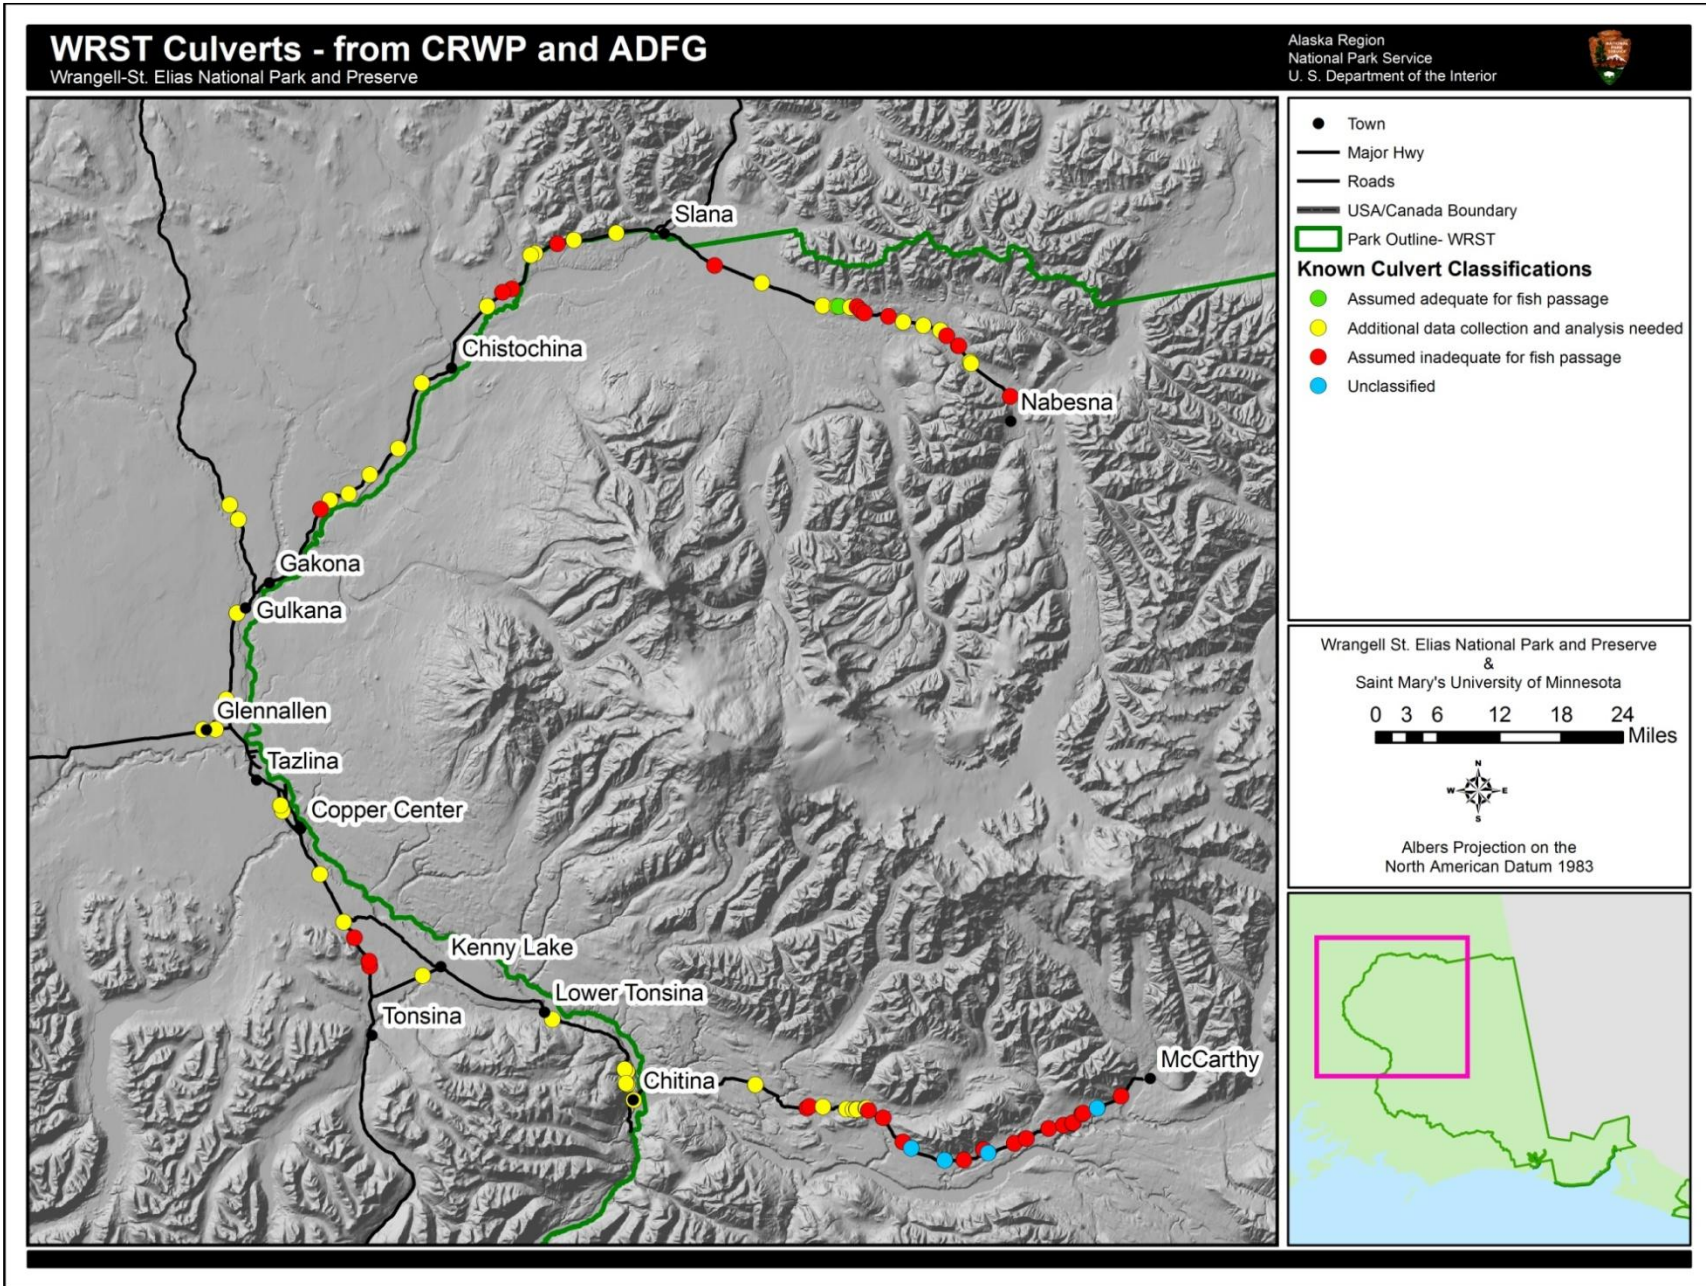 WRST Culverts - from CRWP and ADFG
Wrangell-St. Elias National Park and Preserve
Alaska Region
National Park Service
U. S. Department of the Interior
Slana
Chistochina
Nabesna
Gakona
Gulkana
Glennallen
Tazlina
Copper Center
Kenny Lake
Lower Tonsina
Tonsina
Chitina
McCarthy
Town
Major Hwy
Roads
USA/Canada Boundary
Park Outline- WRST
Known Culvert Classifications
Assumed adequate for fish passage
Additional data collection and analysis needed
Assumed inadequate for fish passage
Unclassified
Wrangell St. Elias National Park and Preserve
&
Saint Mary's University of Minnesota
0 3 6 12 18 24
Miles
N
W E
S
Albers Projection on the
North American Datum 1983